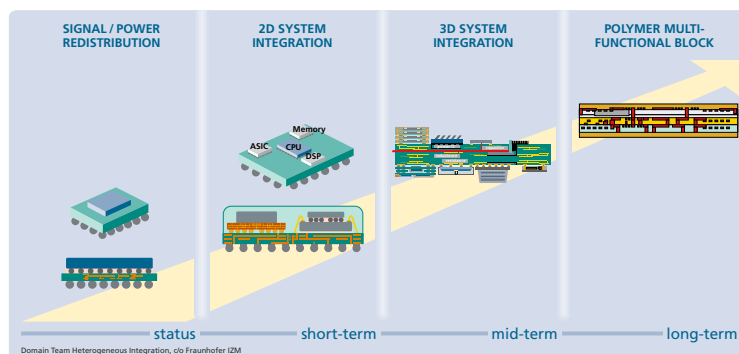 SIGNAL / POWER
REDISTRIBUTION
2D SYSTEM
INTEGRATION
3D SYSTEM
INTEGRATION
POLYMER MULTI-
FUNCTIONAL BLOCK
Memory
ASIC
CPU
DSP
status
short-term
mid-term
long-term
Domain Team Heterogeneous Integration, c/o Fraunhofer IZM